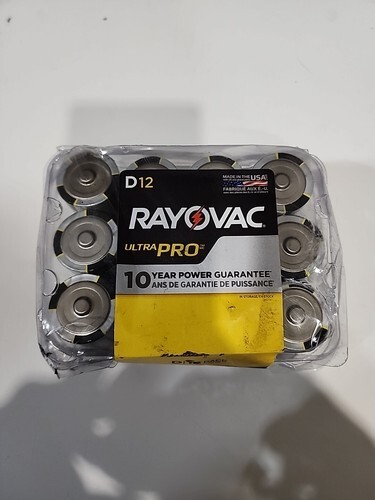 D12
MADE IN THE USA
FABRIQUÉ AUX É.-U.
RAYOVAC
ULTRA PRO
10 YEAR POWER GUARANTEE*
ANS DE GARANTIE DE PUISSANCE*